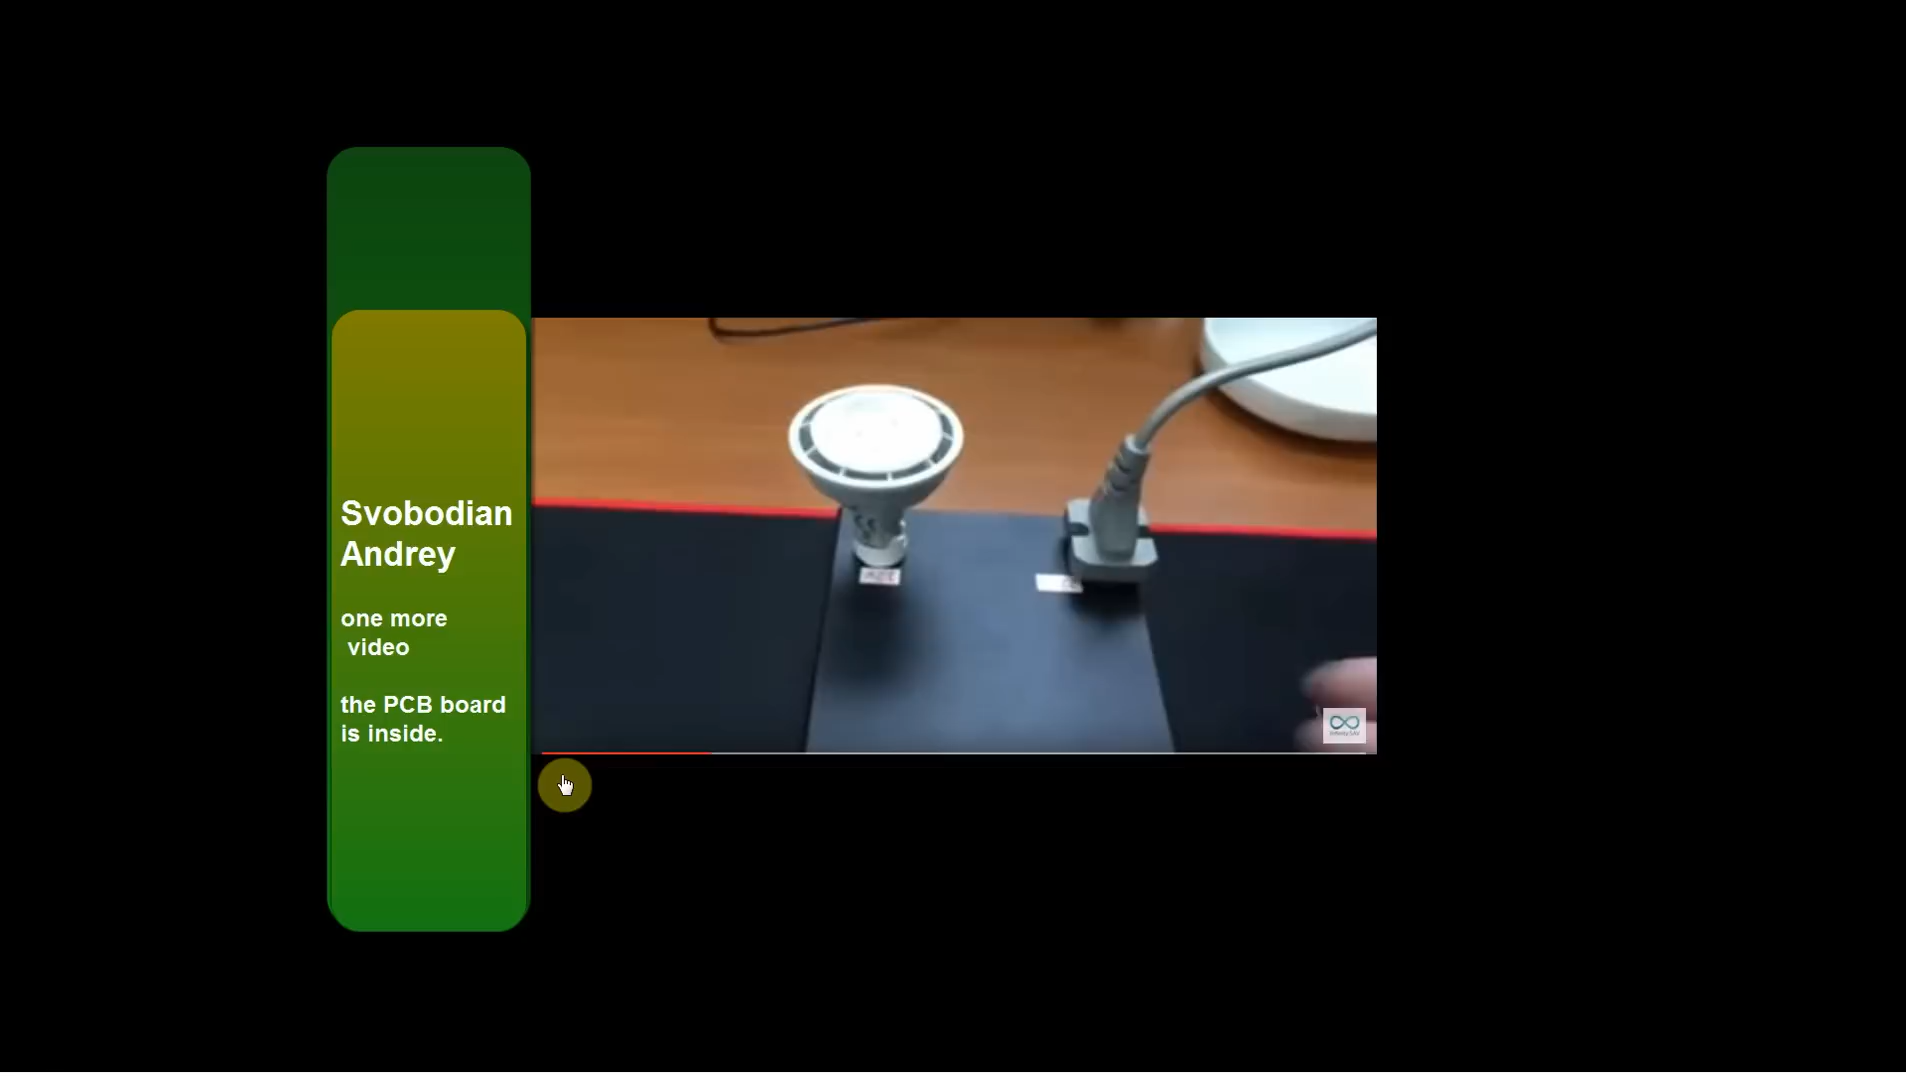 Svobodian
Andrey
one more
video
the PCB board
is inside.